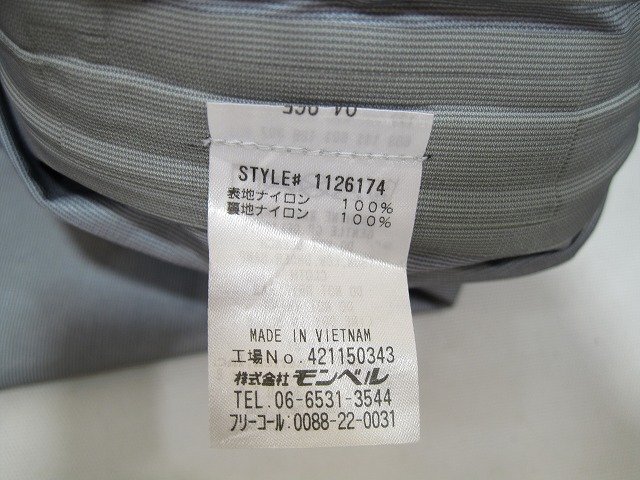 STYLE# 1126174
表地ナイロン 100%
裏地ナイロン 100%
MADE IN VIETNAM
工場No.421150343
株式会社 モンベル
TEL.06-6531-3544
フリーコール:0088-22-0031